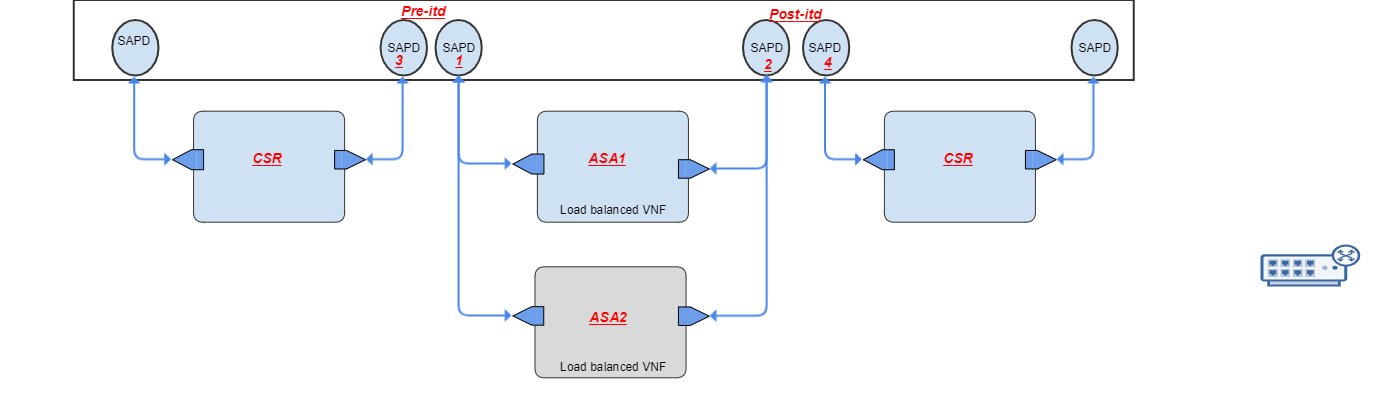 Pre-itd
Post-itd
SAPD
SAPD
3
SAPD
1
SAPD
2
SAPD
4
SAPD
CSR
ASA1
Load balanced VNF
CSR
ASA2
Load balanced VNF